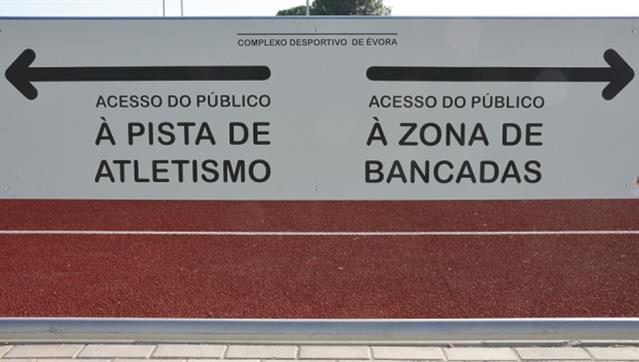 COMPLEXO DESPORTIVO DE ÉVORA
ACESSO DO PÚBLICO
À PISTA DE
ATLETISMO
ACESSO DO PÚBLICO
À ZONA DE
BANCADAS